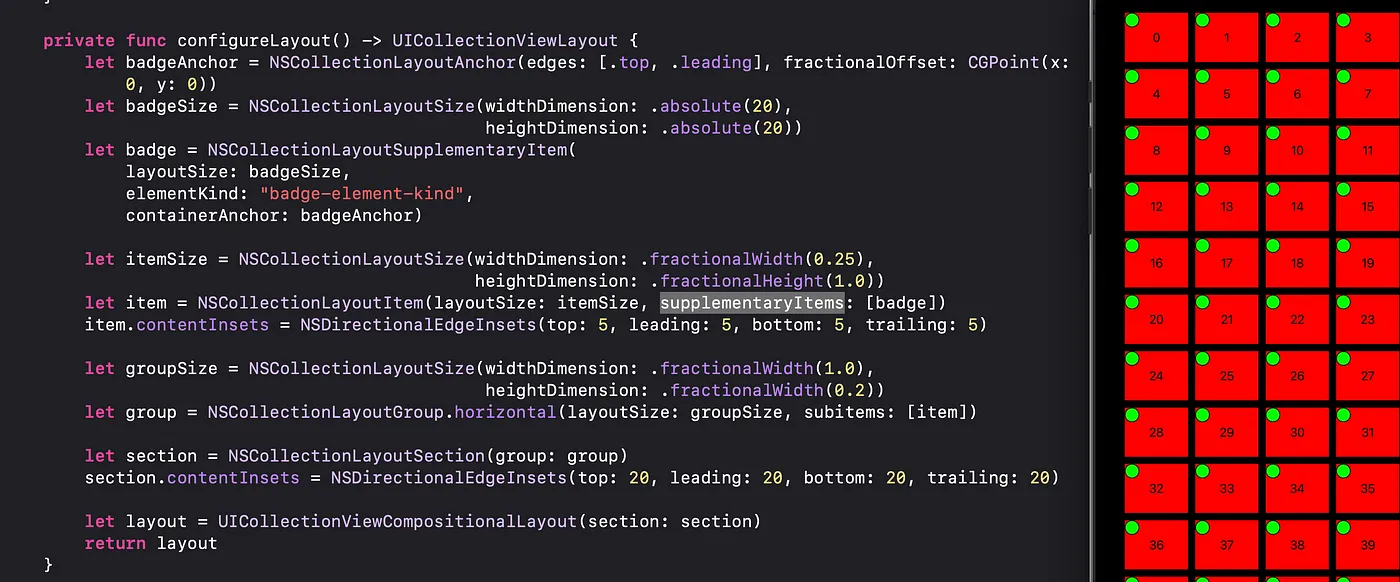 }
private func configureLayout() -> UICollectionViewLayout {
let badgeAnchor = NSCollectionLayoutAnchor(edges: [.top, .leading], fractionalOffset: CGPoint(x:
0, y: 0))
let badgeSize = NSCollectionLayoutSize(widthDimension: .absolute(20),
heightDimension: .absolute(20))
let badge = NSCollectionLayoutSupplementaryItem(
layoutSize: badgeSize,
elementKind: "badge-element-kind",
containerAnchor: badgeAnchor)
let itemSize = NSCollectionLayoutSize(widthDimension: .fractionalWidth(0.25),
heightDimension: .fractionalHeight(1.0))
let item = NSCollectionLayoutItem(layoutSize: itemSize, supplementaryItems: [badge])
item.contentInsets = NSDirectionalEdgeInsets(top: 5, leading: 5, bottom: 5, trailing: 5)
let groupSize = NSCollectionLayoutSize(widthDimension: .fractionalWidth(1.0),
heightDimension: .fractionalWidth(0.2))
let group = NSCollectionLayoutGroup.horizontal(layoutSize: groupSize, subitems: [item])
let section = NSCollectionLayoutSection(group: group)
section.contentInsets = NSDirectionalEdgeInsets(top: 20, leading: 20, bottom: 20, trailing: 20)
let layout = UICollectionViewCompositionalLayout(section: section)
return layout
}
0 1 2 3
4 5 6 7
8 9 10 11
12 13 14 15
16 17 18 19
20 21 22 23
24 25 26 27
28 29 30 31
32 33 34 35
36 37 38 39